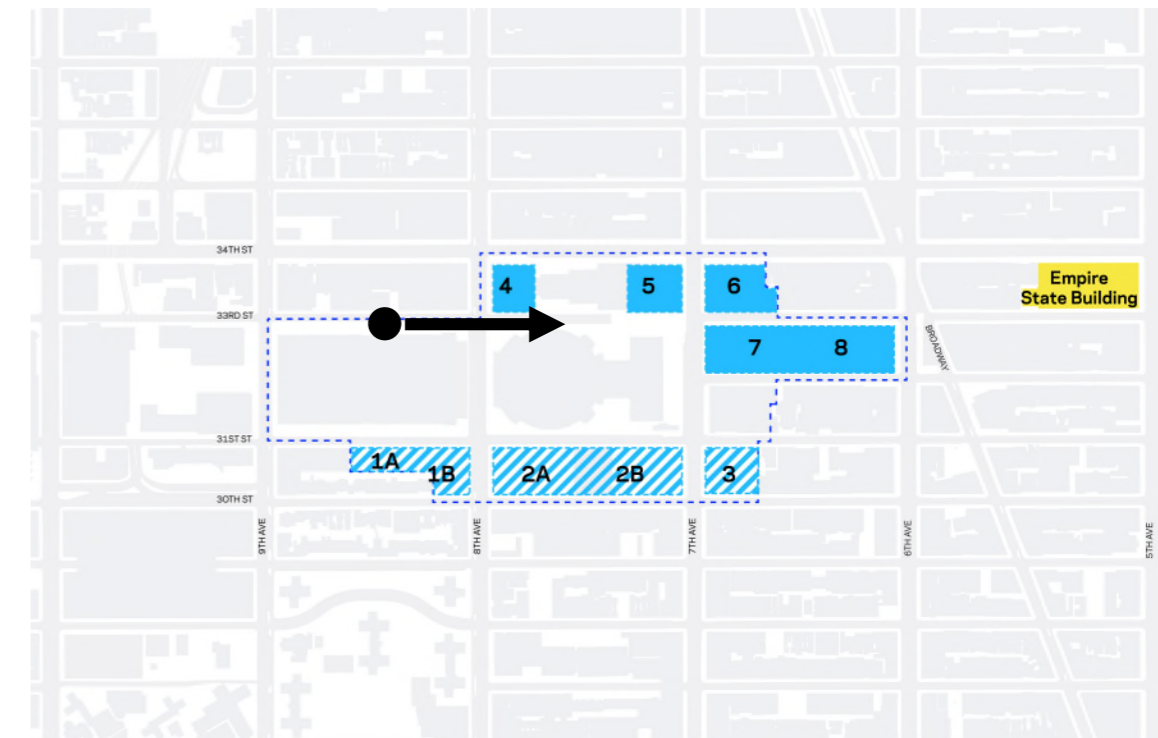 34TH ST
4
5
6
Empire
State Building
33RD ST
7
8
BROADWAY
31ST ST
1A
1B
2A
2B
3
30TH ST
9TH AVE
8TH AVE
7TH AVE
6TH AVE
5TH AVE